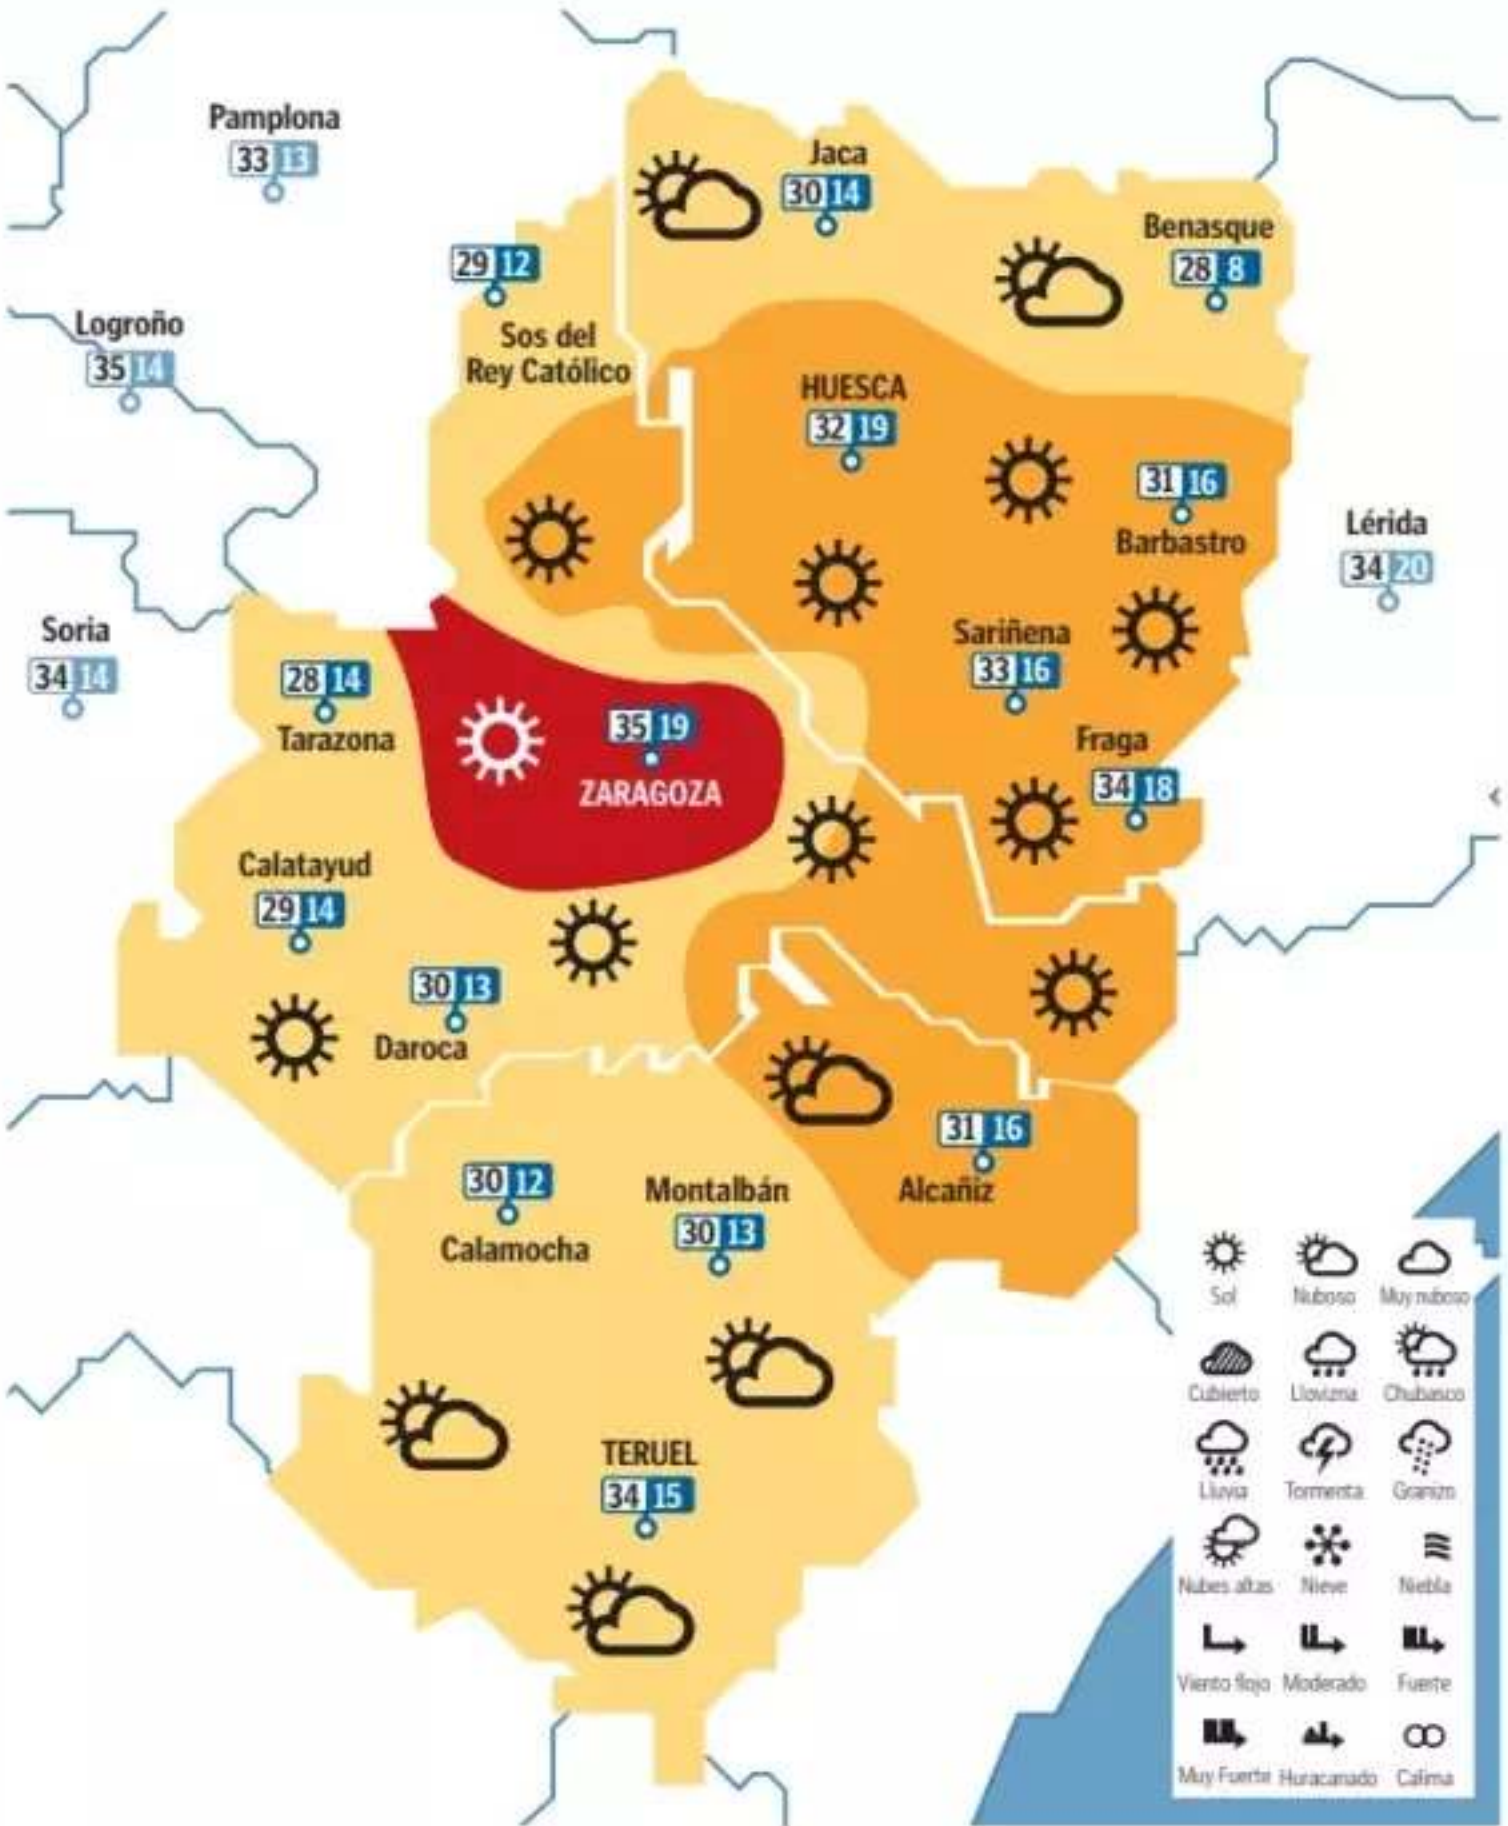 Pamplona
33 13
Jaca
30 14
Benasque
28 8
29 12
Sos del
Rey Católico
Logroño
35 14
HUESCA
32 19
31 16
Barbastro
Lérida
34 20
Soria
34 14
Sariñena
33 16
28 14
Tarazona
35 19
ZARAGOZA
Fraga
34 18
Calatayud
29 14
30 13
Daroca
31 16
Alcañiz
30 12
Calamocha
Montalbán
30 13
TERUEL
34 15
Sol Nuboso Muy nuboso
Cubierto Llovizna Chubasco
Lluvia Tormenta Granizo
Nubes altas Nieve Niebla
Viento flojo Moderado Fuerte
Muy Fuerte Huracanado Calima